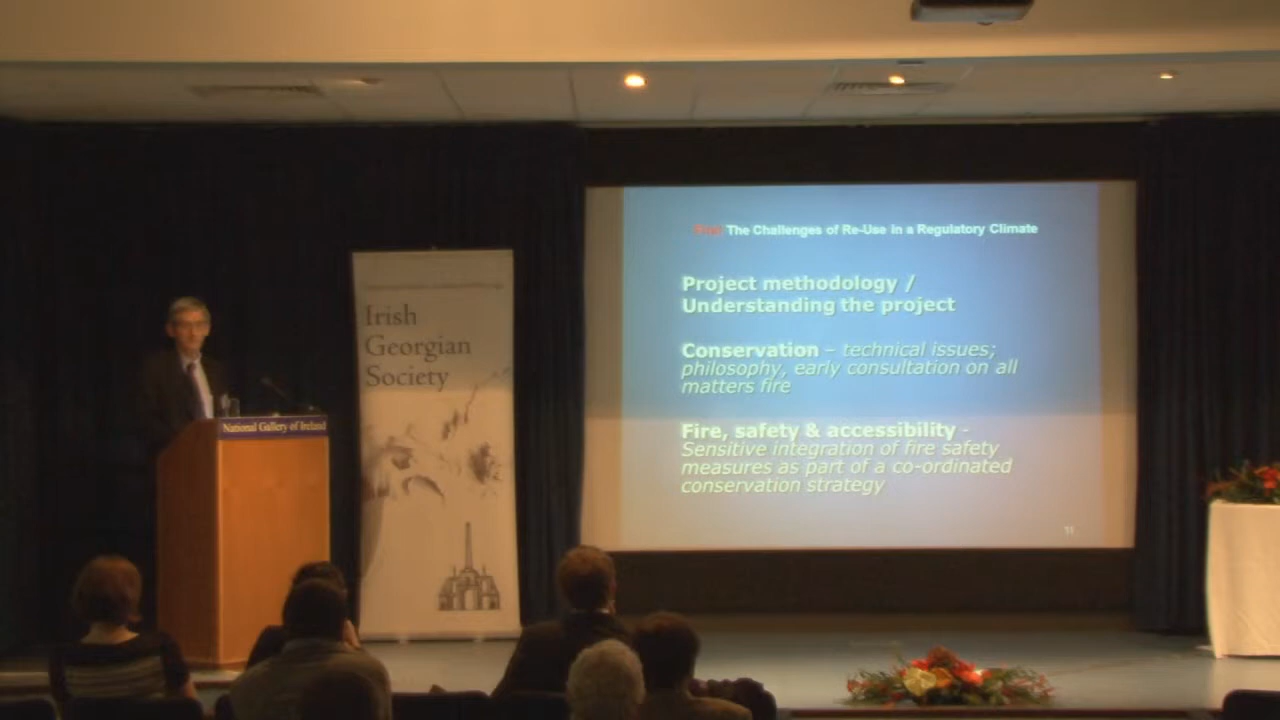 Irish
Georgian
Society
National Gallery of Ireland
Fire: The Challenges of Re-Use in a Regulatory Climate
Project methodology /
Understanding the project
Conservation – technical issues;
philosophy, early consultation on all
matters fire
Fire, safety & accessibility -
Sensitive integration of fire safety
measures as part of a co-ordinated
conservation strategy
11